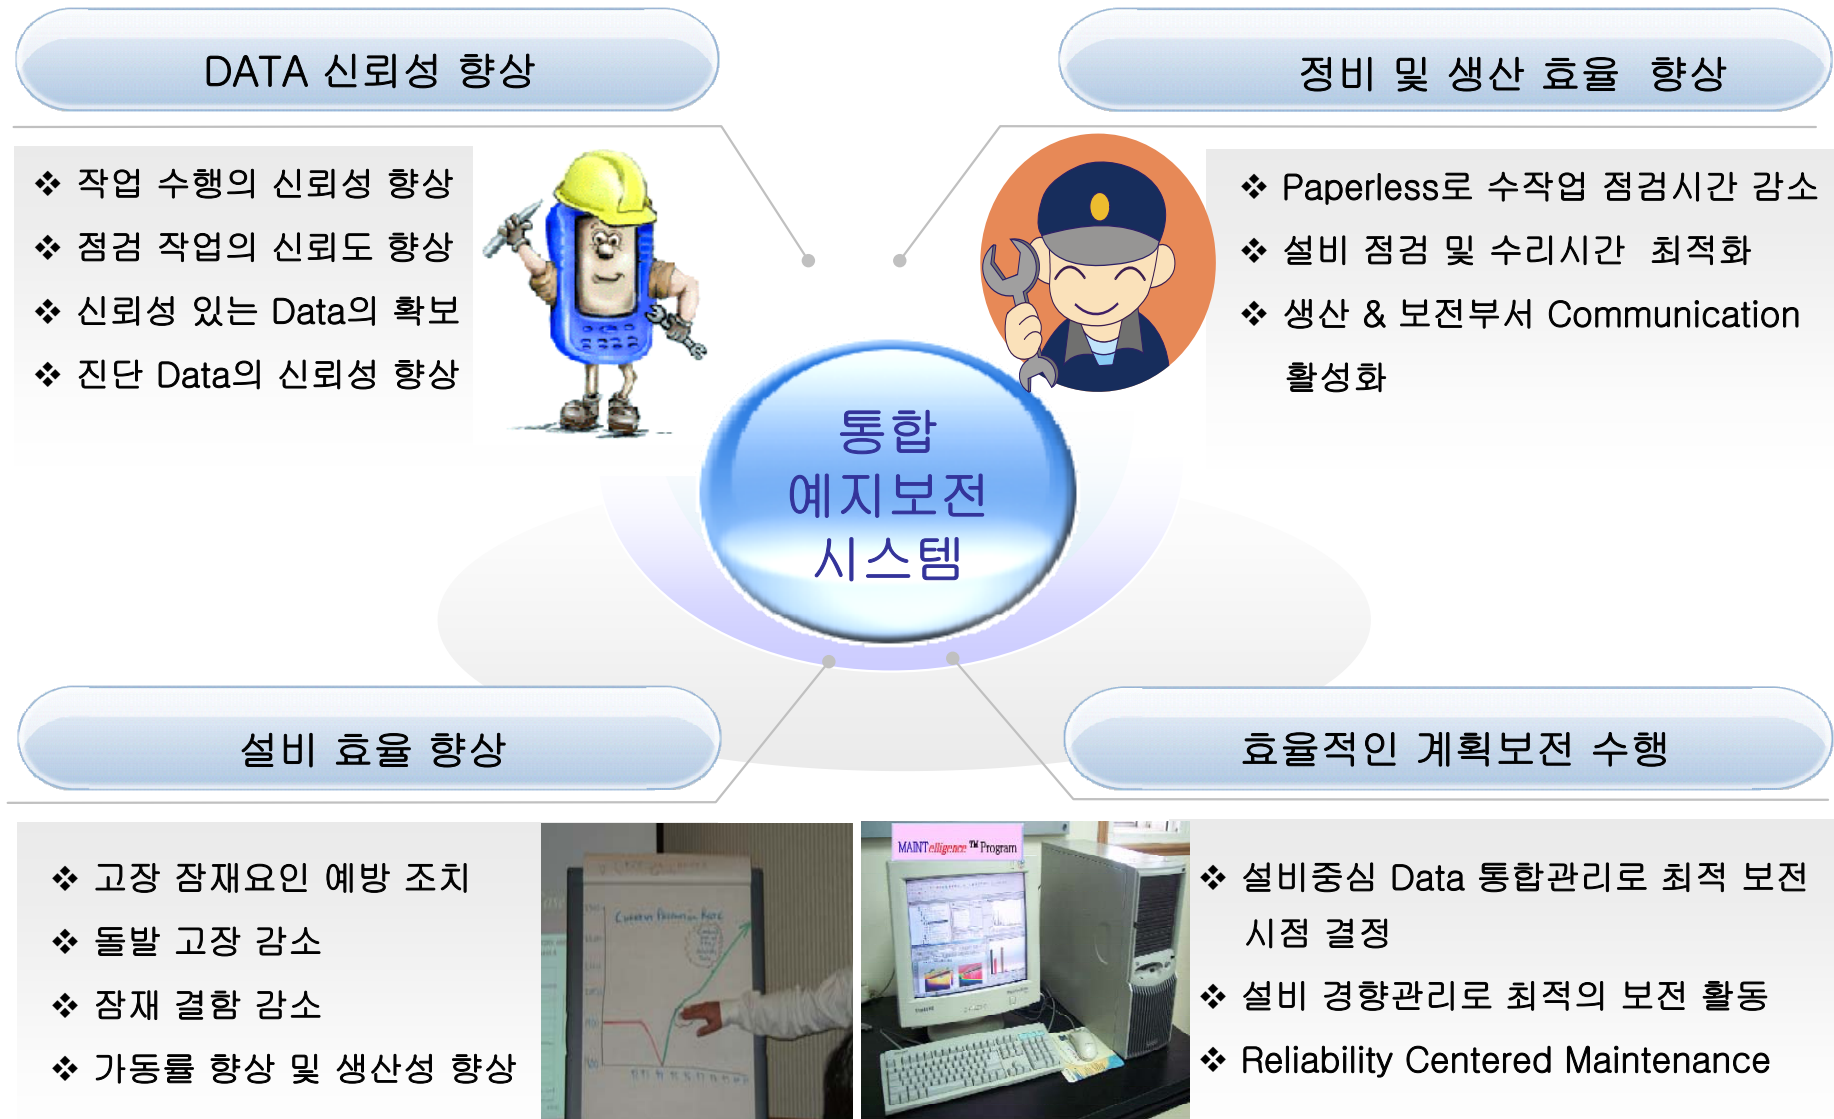 DATA 신뢰성 향상
❖ 작업 수행의 신뢰성 향상
❖ 점검 작업의 신뢰도 향상
❖ 신뢰성 있는 Data의 확보
❖ 진단 Data의 신뢰성 향상
정비 및 생산 효율 향상
❖ Paperless로 수작업 점검시간 감소
❖ 설비 점검 및 수리시간 최적화
❖ 생산 & 보전부서 Communication
활성화
통합
예지보전
시스템
설비 효율 향상
❖ 고장 잠재요인 예방 조치
❖ 돌발 고장 감소
❖ 잠재 결함 감소
❖ 가동률 향상 및 생산성 향상
MAINTelligence ™ Program
효율적인 계획보전 수행
❖ 설비중심 Data 통합관리로 최적 보전
시점 결정
❖ 설비 경향관리로 최적의 보전 활동
❖ Reliability Centered Maintenance